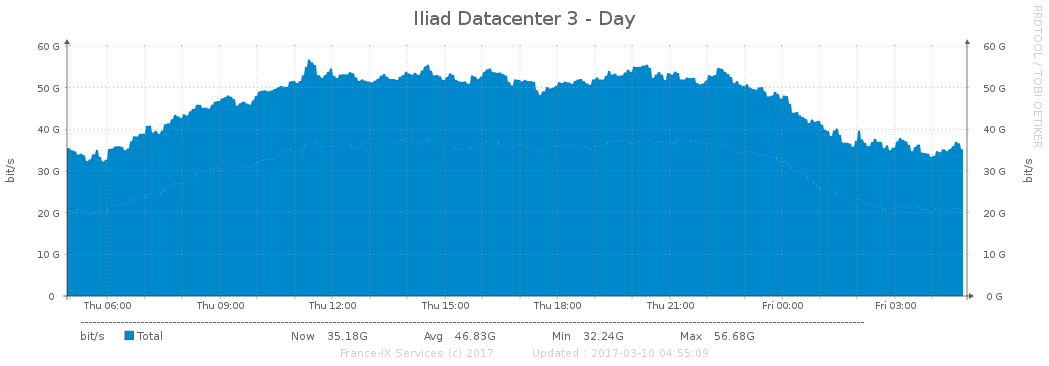 Iliad Datacenter 3 - Day
RRDTOOL / TOBI OETIKER
60 G 60 G
50 G 50 G
40 G 40 G
30 G 30 G
20 G 20 G
10 G 10 G
0 0 G
bit/s bit/s
Thu 06:00 Thu 09:00 Thu 12:00 Thu 15:00 Thu 18:00 Thu 21:00 Fri 00:00 Fri 03:00
bit/s Total Now 35.18G Avg 46.83G Min 32.24G Max 56.68G
France-IX Services (c) 2017 Updated : 2017-03-10 04:55:09